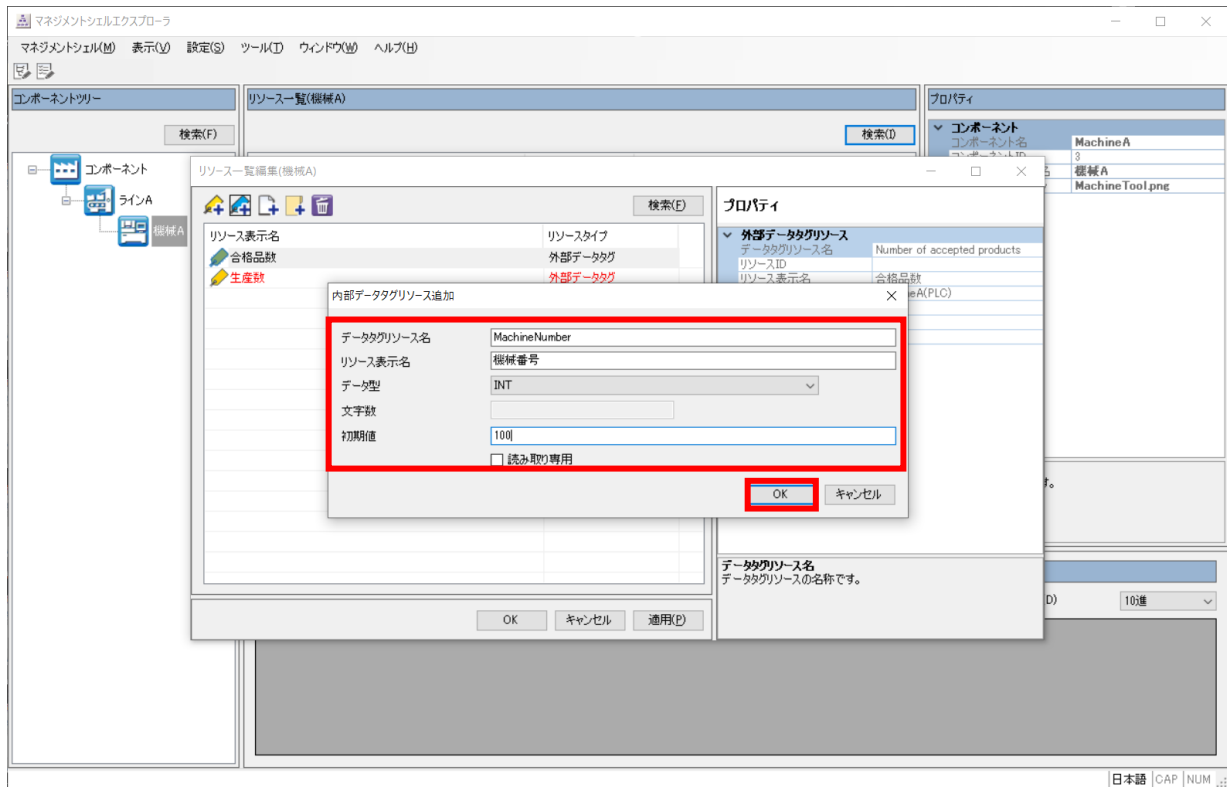 マネジメントシェルエクスプローラ
マネジメントシェル(M) 表示(V) 設定(S) ツール(T) ウィンドウ(W) ヘルプ(H)
コンポーネントツリー
検索(F)
コンポーネント
ラインA
機械A
リソース一覧(機械A)
検索(I)
プロパティ
コンポーネント
コンポーネント名 MachineA
コンポーネントID 3
機械A
MachineTool.png
リソース一覧編集(機械A)
検索(F)
リソース表示名 リソースタイプ
合格品数 外部データタグ
生産数 外部データタグ
プロパティ
外部データタグリソース
データタグリソース名 Number of accepted products
リソースID
リソース表示名 合格品数
eA(PLC)
内部データタグリソース追加
データタグリソース名 MachineNumber
リソース表示名 機械番号
データ型 INT
文字数
初期値 100
読み取り専用
OK キャンセル
す。
データタグリソース名
データタグリソースの名称です。
OK キャンセル 適用(P)
D) 10進
日本語 CAP NUM